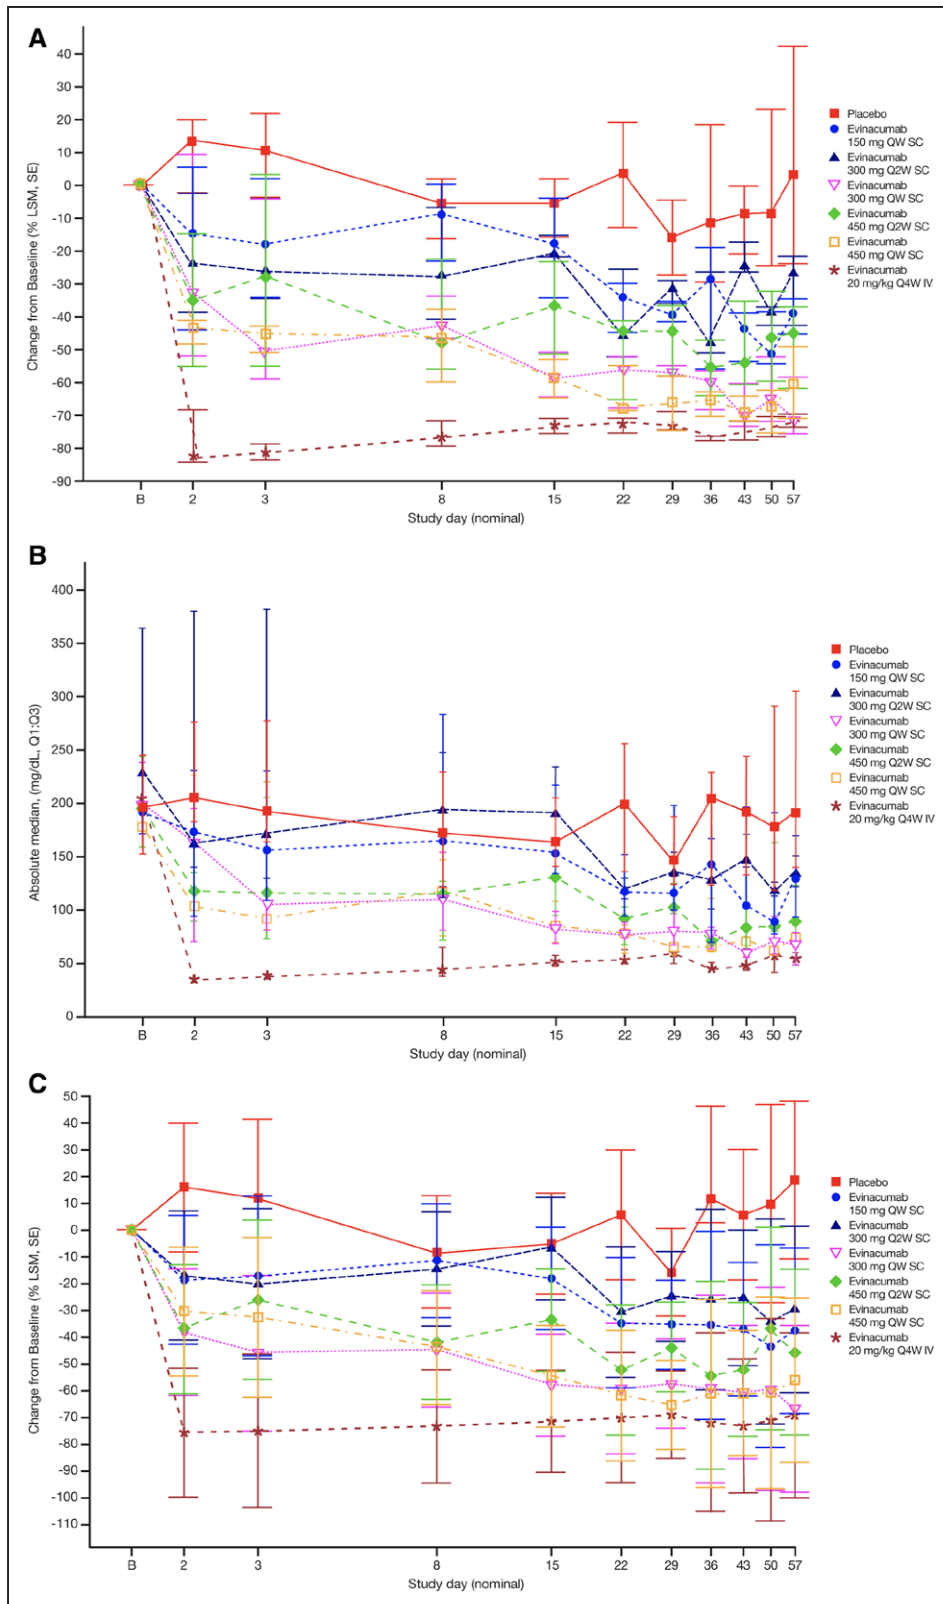 A
Change from Baseline (% LSM, SE)
40
30
20
10
0
-10
-20
-30
-40
-50
-60
-70
-80
-90
B 2 3 8 15 22 29 36 43 50 57
Study day (nominal)
Placebo
Evinacumab
150 mg QW SC
Evinacumab
300 mg Q2W SC
Evinacumab
300 mg QW SC
Evinacumab
450 mg Q2W SC
Evinacumab
450 mg QW SC
Evinacumab
20 mg/kg Q4W IV
B
Absolute median, (mg/dL, Q1:Q3)
400
350
300
250
200
150
100
50
0
B 2 3 8 15 22 29 36 43 50 57
Study day (nominal)
Placebo
Evinacumab
150 mg QW SC
Evinacumab
300 mg Q2W SC
Evinacumab
300 mg QW SC
Evinacumab
450 mg Q2W SC
Evinacumab
450 mg QW SC
Evinacumab
20 mg/kg Q4W IV
C
Change from Baseline (% LSM, SE)
50
40
30
20
10
0
-10
-20
-30
-40
-50
-60
-70
-80
-90
-100
-110
B 2 3 8 15 22 29 36 43 50 57
Study day (nominal)
Placebo
Evinacumab
150 mg QW SC
Evinacumab
300 mg Q2W SC
Evinacumab
300 mg QW SC
Evinacumab
450 mg Q2W SC
Evinacumab
450 mg QW SC
Evinacumab
20 mg/kg Q4W IV